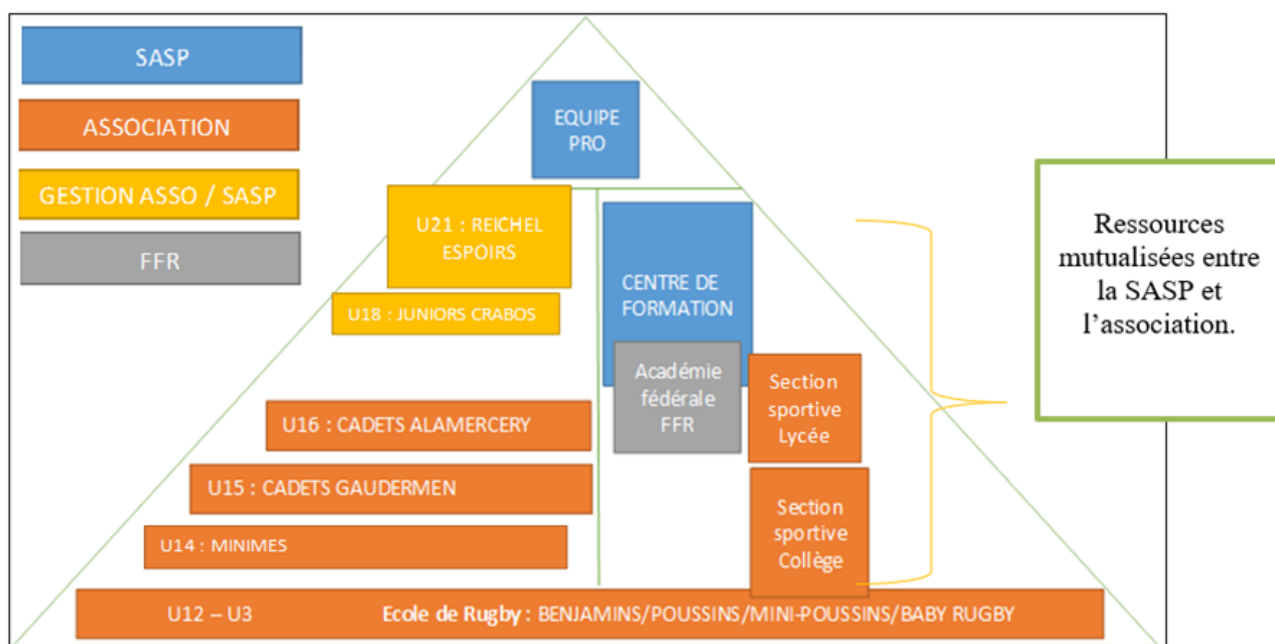 SASP
ASSOCIATION
GESTION ASSO / SASP
FFR
EQUIPE
PRO
U21 : REICHEL
ESPOIRS
U18 : JUNIORS CRABOS
CENTRE DE
FORMATION
Académie
fédérale
FFR
Section
sportive
Lycée
U16 : CADETS ALAMERCERY
U15 : CADETS GAUDERMEN
U14 : MINIMES
Section
sportive
Collège
U12 – U3 Ecole de Rugby : BENJAMINS/POUSSINS/MINI-POUSSINS/BABY RUGBY
Ressources
mutualisées entre
la SASP et
l’association.